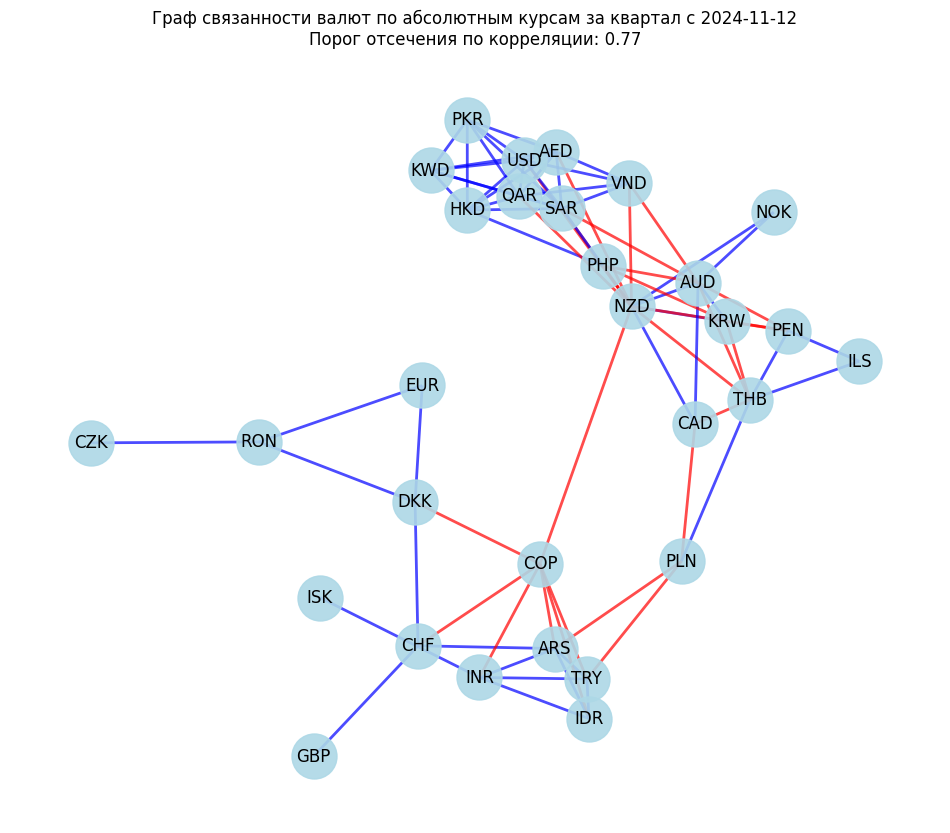 Граф связанности валют по абсолютным курсам за квартал с 2024-11-12
Порог отсечения по корреляции: 0.77
PKR
AED
USD
KWD
VND
QAR
SAR
HKD
NOK
PHP
AUD
NZD
KRW
PEN
ILS
EUR
THB
CAD
CZK
RON
DKK
PLN
COP
ISK
CHF
ARS
INR
TRY
IDR
GBP